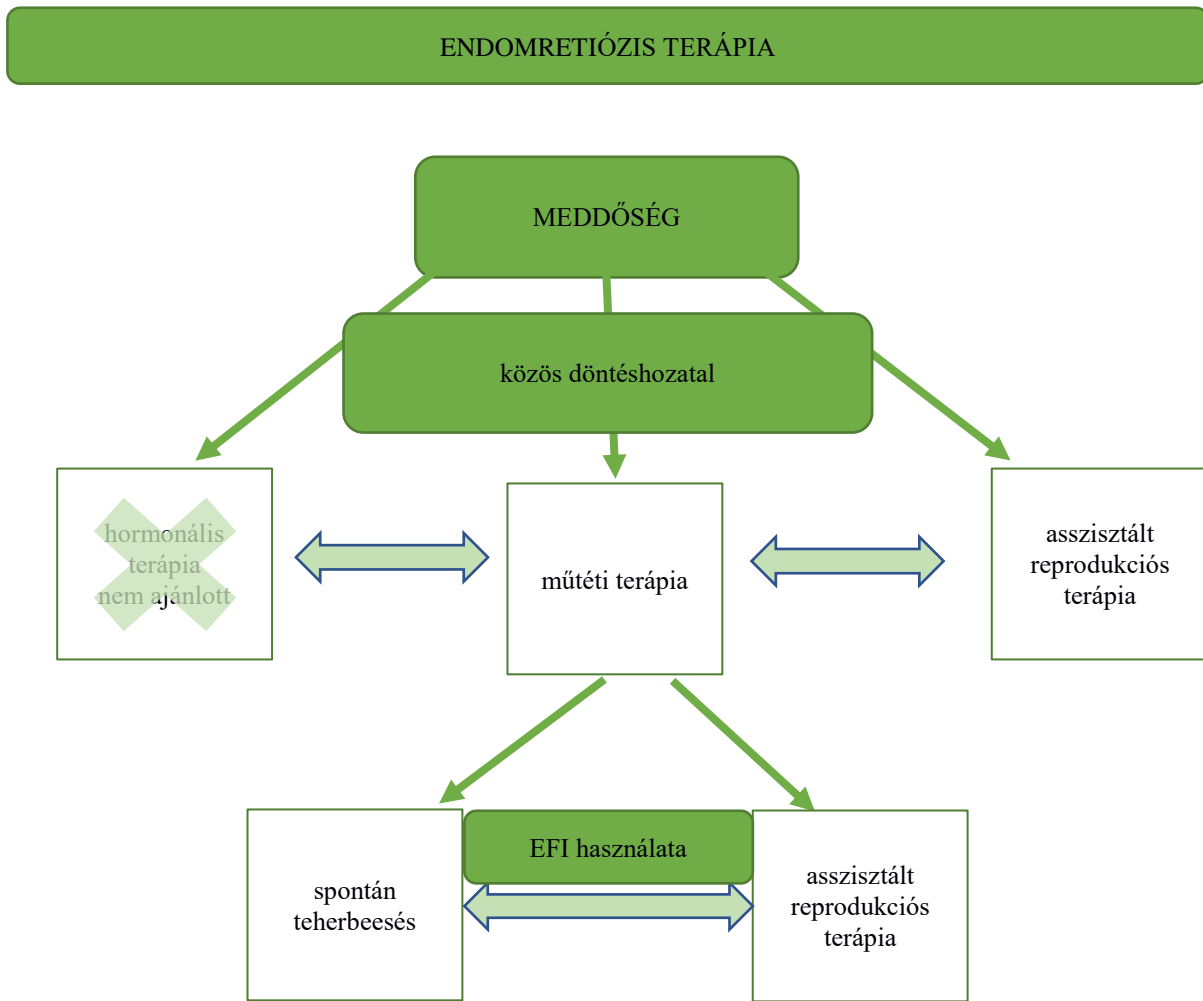 ENDOMRETIÓZIS TERÁPIA
MEDDŐSÉG
közös döntéshozatal
hormonális
terápia
nem ajánlott
műtéti terápia
asszisztált
reprodukciós
terápia
EFI használata
spontán
teherbeesés
asszisztált
reprodukciós
terápia